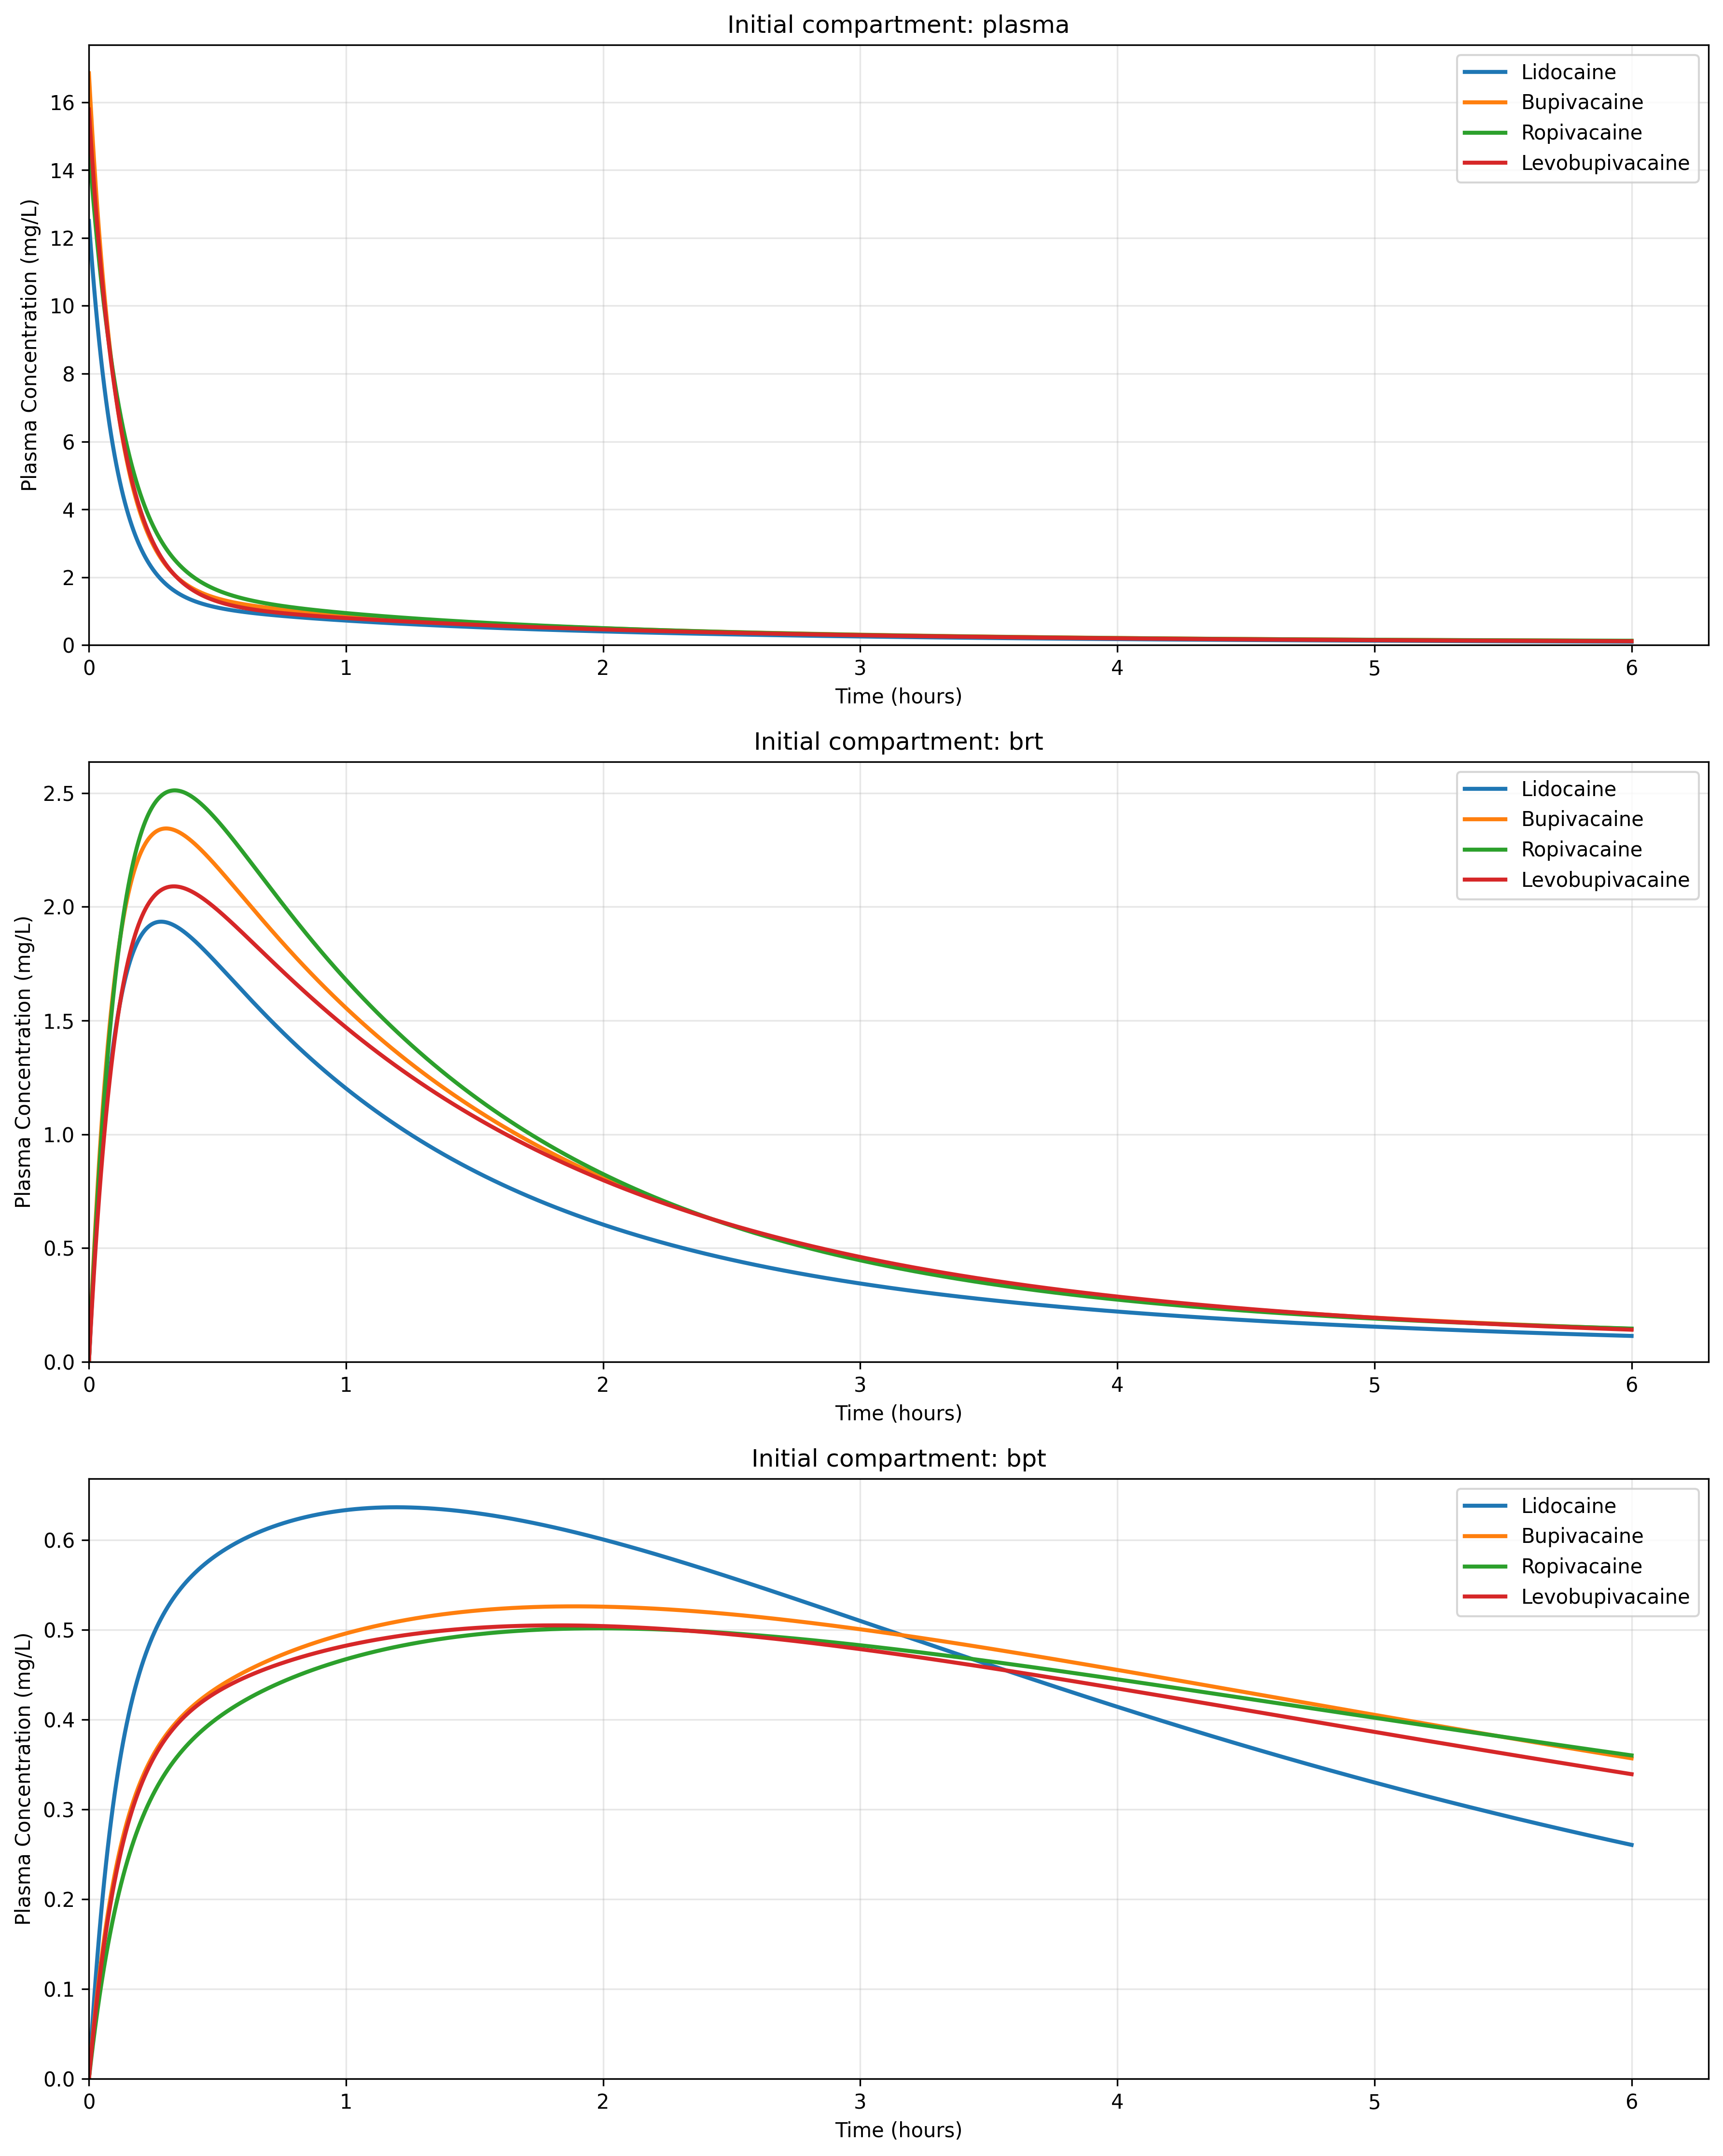 Initial compartment: plasma
Plasma Concentration (mg/L)
16
14
12
10
8
6
4
2
0
Lidocaine
Bupivacaine
Ropivacaine
Levobupivacaine
0 1 2 3 4 5 6
Time (hours)
Initial compartment: brt
Plasma Concentration (mg/L)
2.5
2.0
1.5
1.0
0.5
0.0
Lidocaine
Bupivacaine
Ropivacaine
Levobupivacaine
0 1 2 3 4 5 6
Time (hours)
Initial compartment: bpt
Plasma Concentration (mg/L)
0.6
0.5
0.4
0.3
0.2
0.1
0.0
Lidocaine
Bupivacaine
Ropivacaine
Levobupivacaine
0 1 2 3 4 5 6
Time (hours)